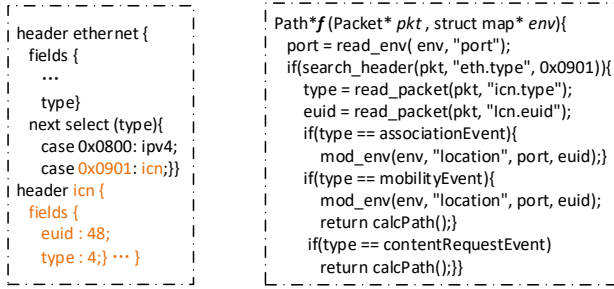 header ethernet {
fields {
...
type}
next select (type){
case 0x0800: ipv4;
case 0x0901: icn;}}
header icn {
fields {
euid : 48;
type : 4;} ... }
Path*f (Packet* pkt , struct map* env){
port = read_env( env, "port");
if(search_header(pkt, "eth.type", 0x0901)){
type = read_packet(pkt, "icn.type");
euid = read_packet(pkt, "Icn.euid");
if(type == associationEvent){
mod_env(env, "location", port, euid);}
if(type == mobilityEvent){
mod_env(env, "location", port, euid);
return calcPath();}
if(type == contentRequestEvent)
return calcPath();}}